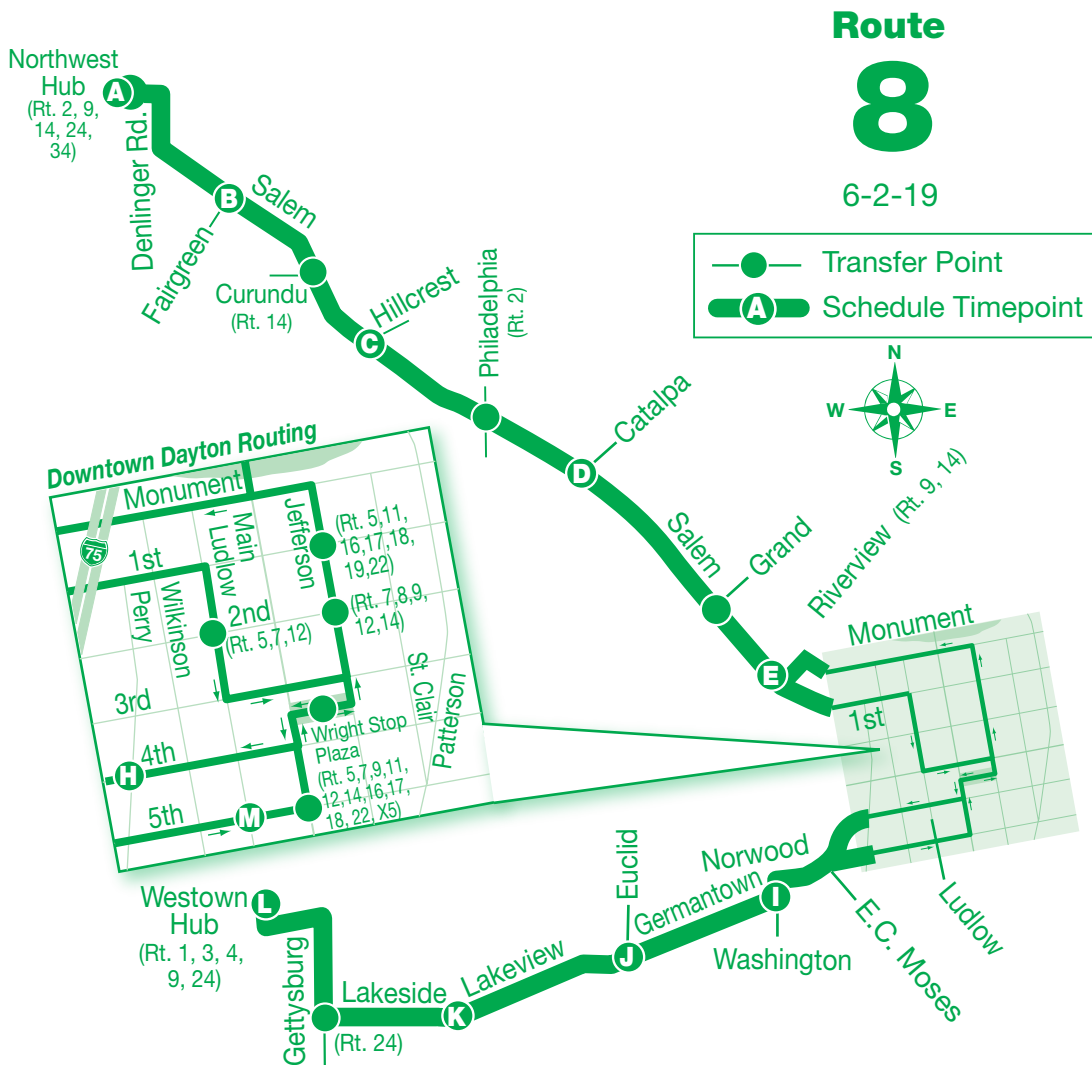 Route
8
6-2-19
Transfer Point
A
Schedule Timepoint
N
W
E
S
Northwest
Hub
(Rt. 2, 9,
14, 24,
34)
A
Denlinger Rd.
B
Salem
Fairgreen
Curundu
(Rt. 14)
Hillcrest
C
Philadelphia
(Rt. 2)
Catalpa
D
Salem
Grand
Riverview (Rt. 9, 14)
E
Monument
1st
Downtown Dayton Routing
Monument
75
1st
Main
Ludlow
Jefferson
(Rt. 5,11,
16,17,18,
19,22)
Perry
Wilkinson
2nd
(Rt. 5,7,12)
(Rt. 7,8,9,
12,14)
3rd
St. Clair
Patterson
4th
H
Wright Stop
Plaza
(Rt. 5,7,9,11,
12,14,16,17,
18, 22, X5)
5th
M
Westown
Hub
(Rt. 1, 3, 4,
9, 24)
L
Gettysburg
Lakeside
(Rt. 24)
K
Lakeview
J
Euclid
Germantown
Norwood
I
Washington
E.C. Moses
Ludlow